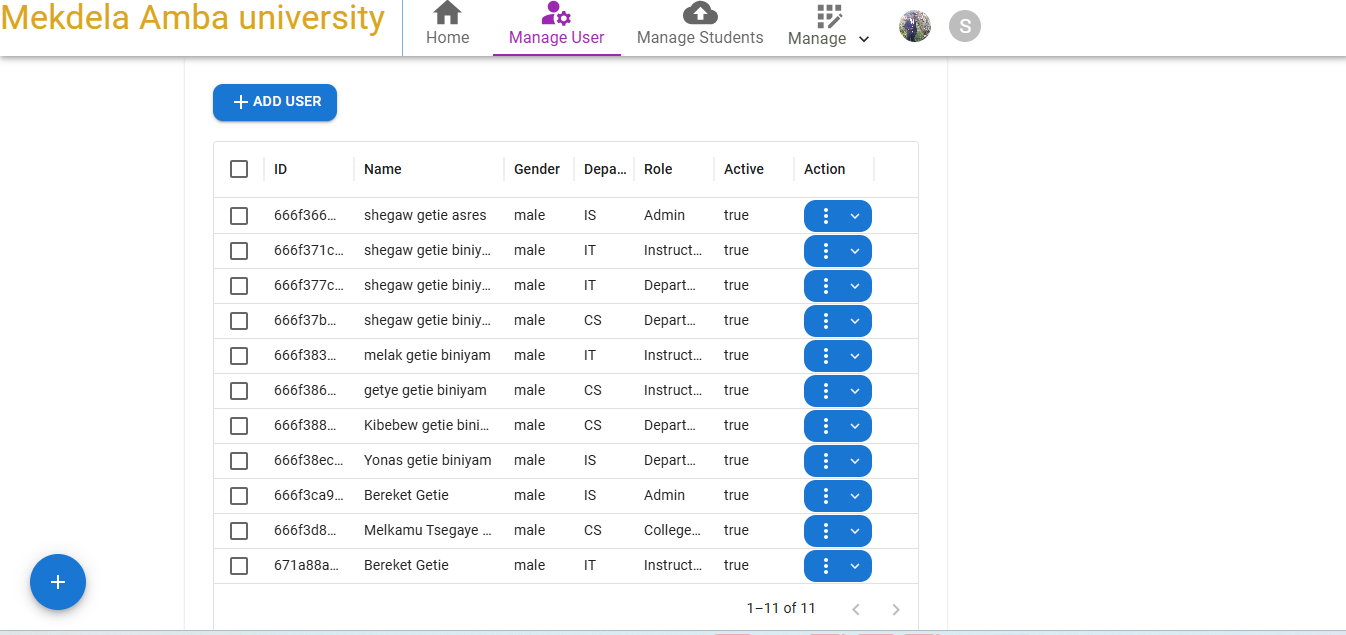 Mekdela Amba university
Home
Manage User
Manage Students
Manage
S
ADD USER
ID Name Gender Depa... Role Active Action
666f366... shegaw getie asres male IS Admin true
666f371c... shegaw getie biniy... male IT Instruct... true
666f377c... shegaw getie biniy... male IT Depart... true
666f37b... shegaw getie biniy... male CS Depart... true
666f383... melak getie biniyam male IT Instruct... true
666f386... getye getie biniyam male CS Instruct... true
666f388... Kibebew getie bini... male CS Depart... true
666f38ec... Yonas getie biniyam male IS Depart... true
666f3ca9... Bereket Getie male IS Admin true
666f3d8... Melkamu Tsegaye ... male CS College... true
671a88a... Bereket Getie male IT Instruct... true
1–11 of 11